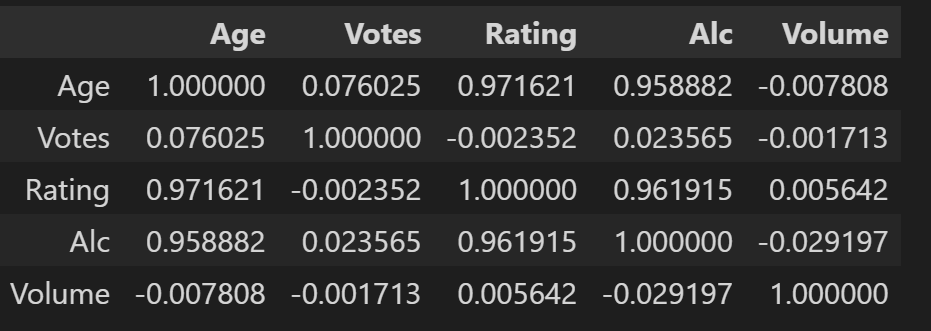 Age Votes Rating Alc Volume
Age 1.000000 0.076025 0.971621 0.958882 -0.007808
Votes 0.076025 1.000000 -0.002352 0.023565 -0.001713
Rating 0.971621 -0.002352 1.000000 0.961915 0.005642
Alc 0.958882 0.023565 0.961915 1.000000 -0.029197
Volume -0.007808 -0.001713 0.005642 -0.029197 1.000000